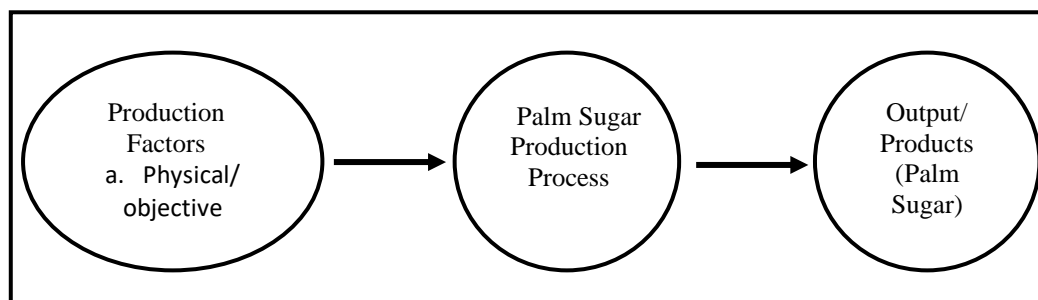 Production
Factors
a. Physical/
objective
Palm Sugar
Production
Process
Output/
Products
(Palm
Sugar)